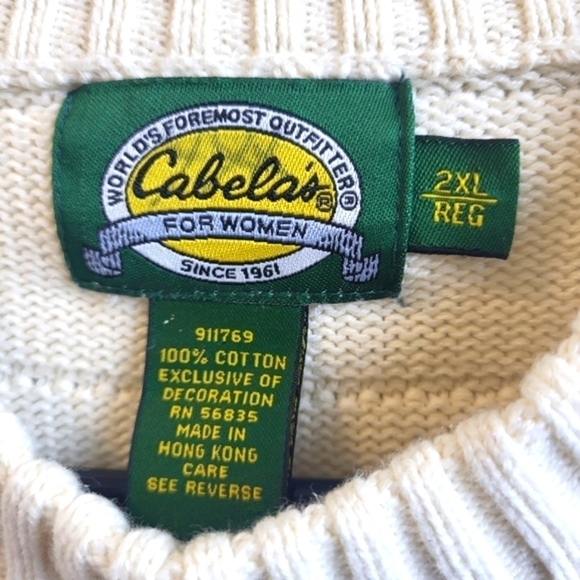 WORLD'S FOREMOST OUTFITTER®
Cabela's®
FOR WOMEN
SINCE 1961
2XL
REG
911769
100% COTTON
EXCLUSIVE OF
DECORATION
RN 56835
MADE IN
HONG KONG
CARE
SEE REVERSE